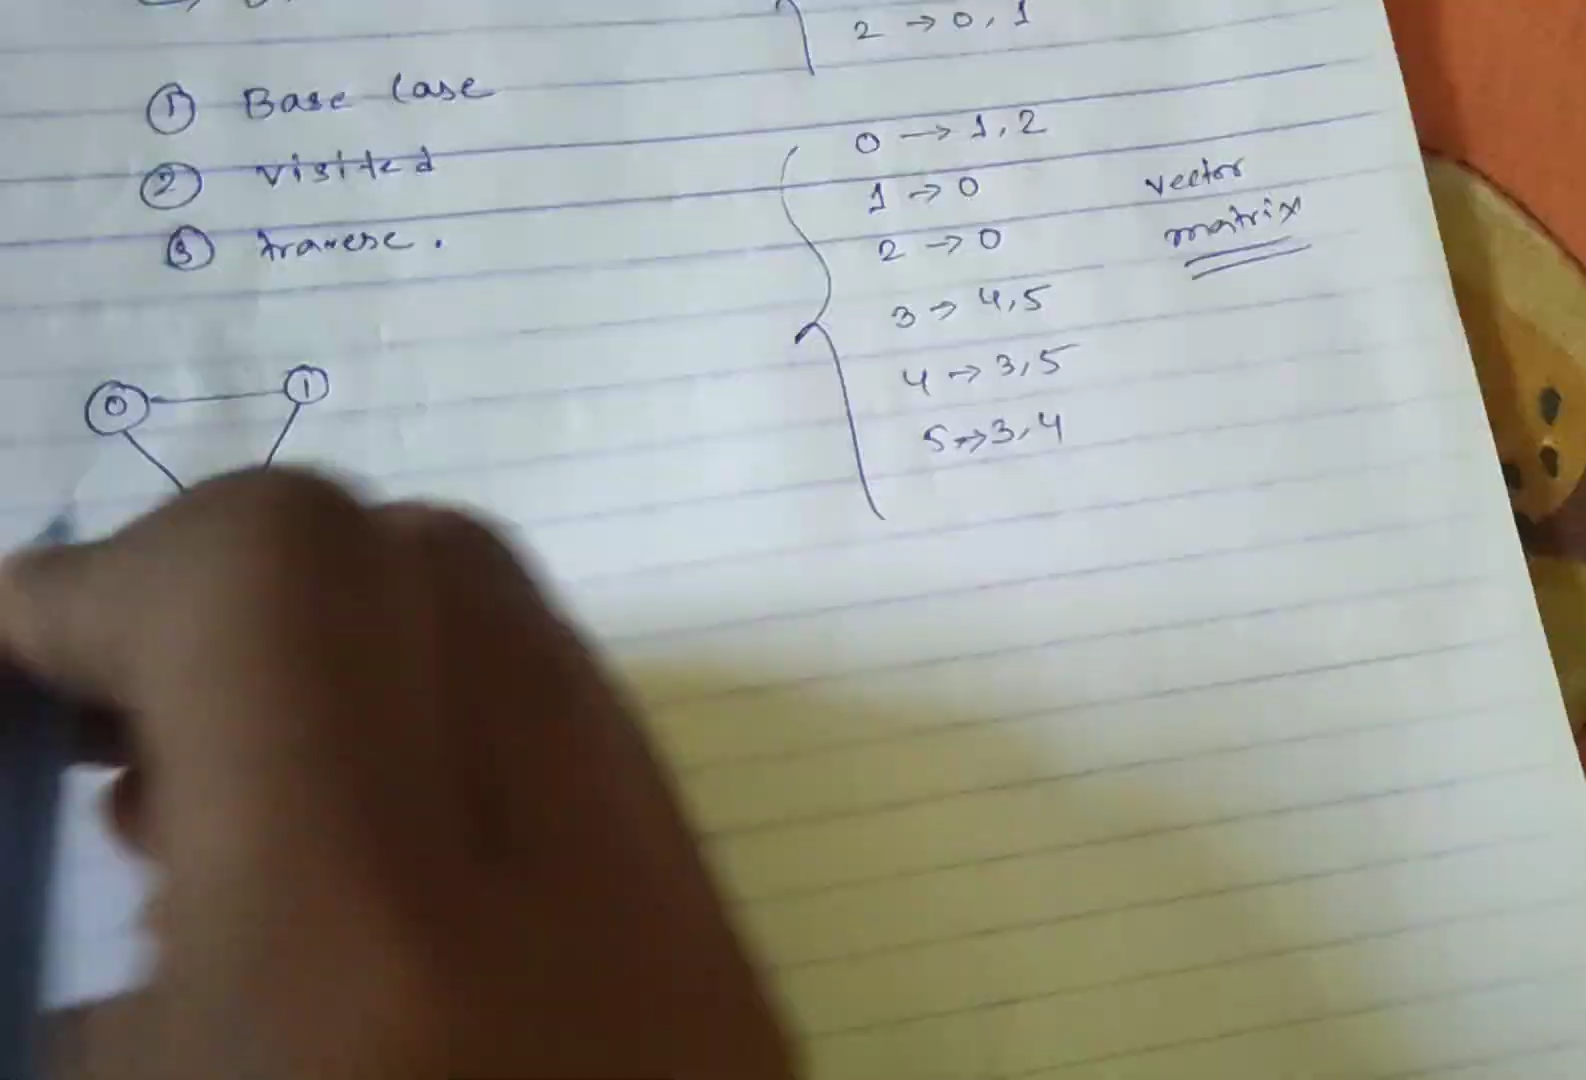 2 → 0, 1
① Base Case
② visited
③ traverse.
0 → 1, 2
1 → 0
2 → 0
3 → 4, 5
4 → 3, 5
5 → 3, 4
vector
matrix
0
1